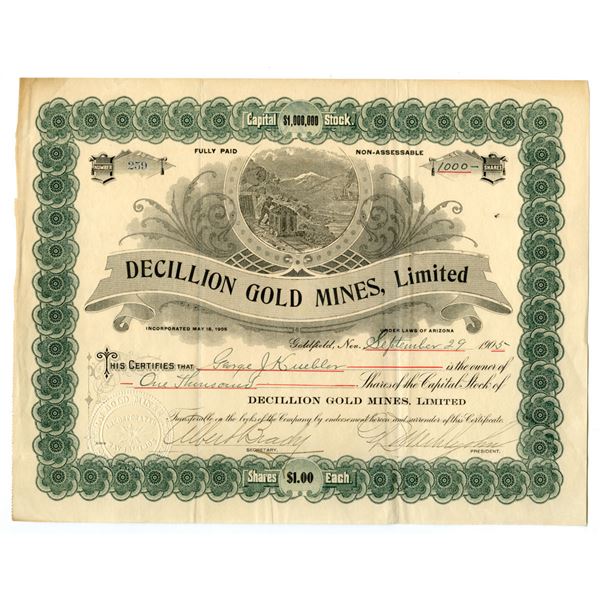 Capital $1,000,000 Stock.
FULLY PAID NON-ASSESSABLE
NUMBER 259 1000 SHARES
DECILLION GOLD MINES, Limited
INCORPORATED MAY 18, 1905 UNDER LAWS OF ARIZONA
Goldfield, Nev. September 29 1905
THIS CERTIFIES THAT George J Kuebler is the owner of
One Thousand Shares of the Capital Stock of
DECILLION GOLD MINES, LIMITED
Transferable on the books of the Company by endorsement hereon and surrender of this Certificate.
Albert Brady
SECRETARY. PRESIDENT.
Shares $1.00 Each.